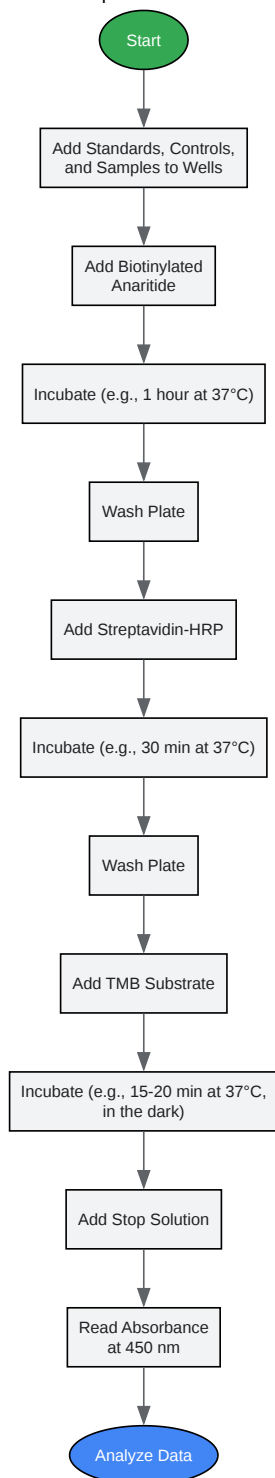 Start
Add Standards, Controls,
and Samples to Wells
Add Biotinylated
Anaritide
Incubate (e.g., 1 hour at 37°C)
Wash Plate
Add Streptavidin-HRP
Incubate (e.g., 30 min at 37°C)
Wash Plate
Add TMB Substrate
Incubate (e.g., 15-20 min at 37°C,
in the dark)
Add Stop Solution
Read Absorbance
at 450 nm
Analyze Data